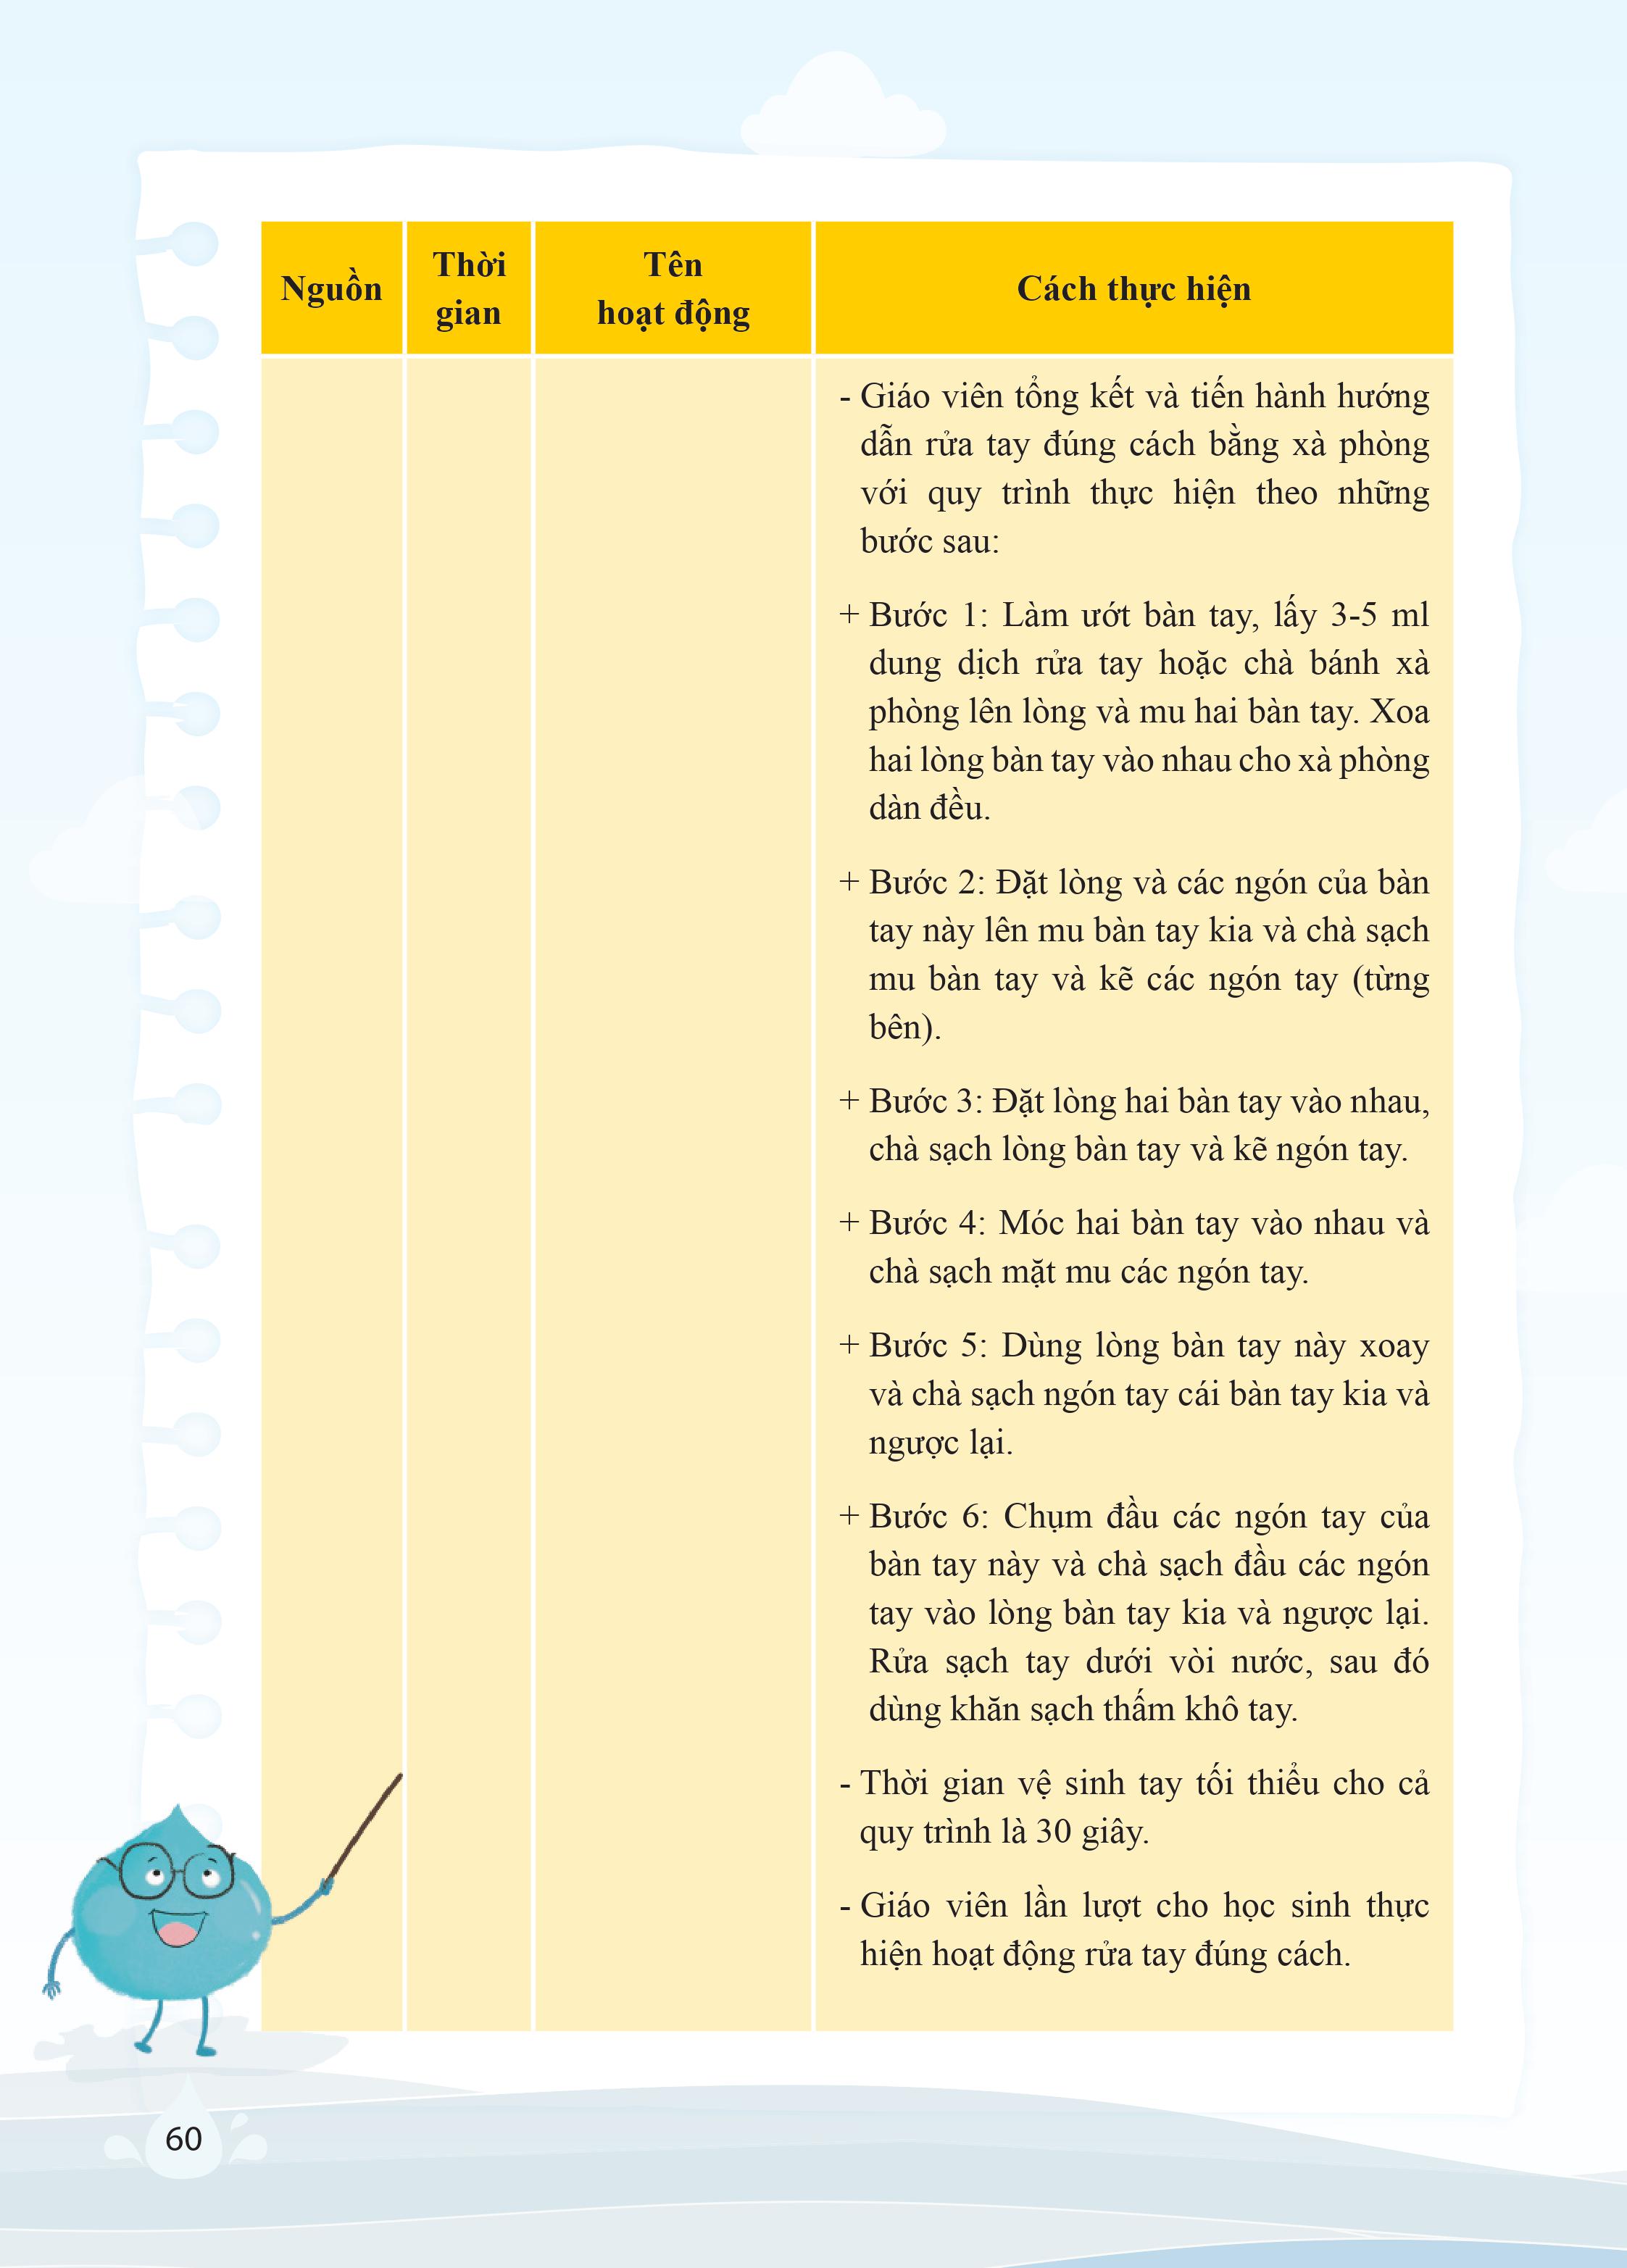 Nguồn
Thời
gian
Tên
hoạt động
Cách thực hiện
- Giáo viên tổng kết và tiến hành hướng
dẫn rửa tay đúng cách bằng xà phòng
với quy trình thực hiện theo những
bước sau:
+ Bước 1: Làm ướt bàn tay, lấy 3-5 ml
dung dịch rửa tay hoặc chà bánh xà
phòng lên lòng và mu hai bàn tay. Xoa
hai lòng bàn tay vào nhau cho xà phòng
dàn đều.
+ Bước 2: Đặt lòng và các ngón của bàn
tay này lên mu bàn tay kia và chà sạch
mu bàn tay và kẽ các ngón tay (từng
bên).
+ Bước 3: Đặt lòng hai bàn tay vào nhau,
chà sạch lòng bàn tay và kẽ ngón tay.
+ Bước 4: Móc hai bàn tay vào nhau và
chà sạch mặt mu các ngón tay.
+ Bước 5: Dùng lòng bàn tay này xoay
và chà sạch ngón tay cái bàn tay kia và
ngược lại.
+ Bước 6: Chụm đầu các ngón tay của
bàn tay này và chà sạch đầu các ngón
tay vào lòng bàn tay kia và ngược lại.
Rửa sạch tay dưới vòi nước, sau đó
dùng khăn sạch thấm khô tay.
- Thời gian vệ sinh tay tối thiểu cho cả
quy trình là 30 giây.
- Giáo viên lần lượt cho học sinh thực
hiện hoạt động rửa tay đúng cách.
60